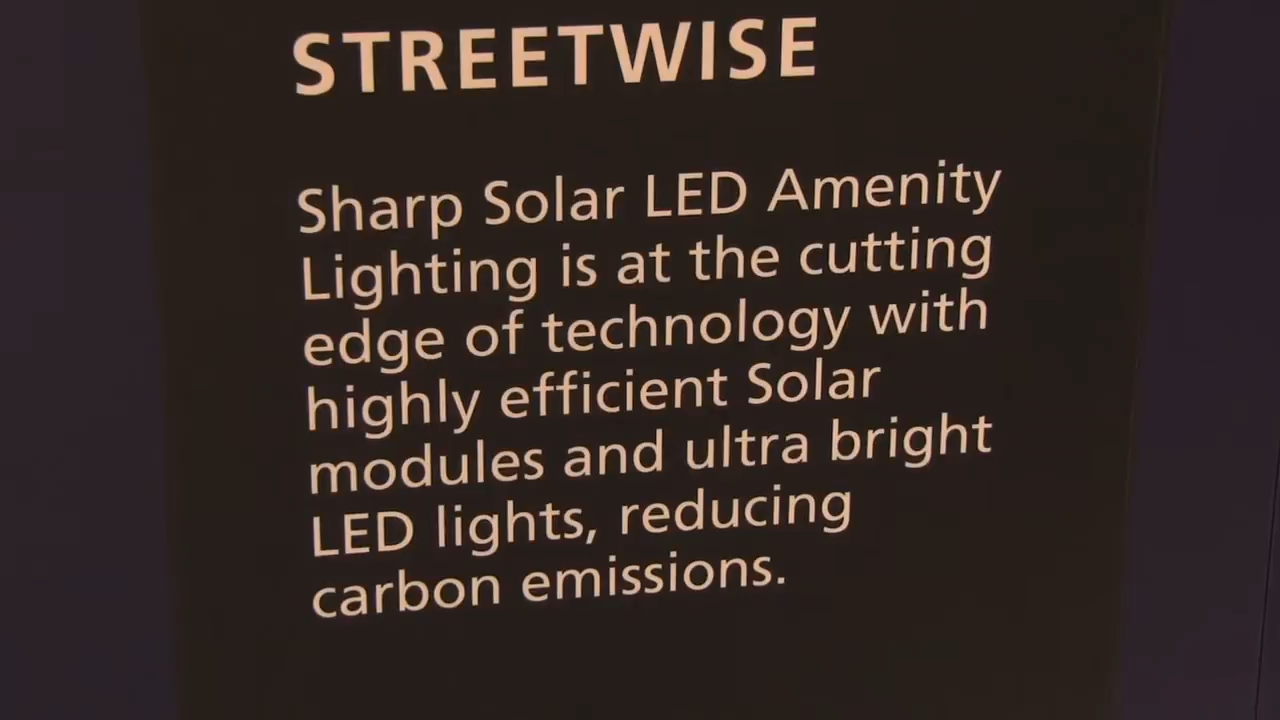 STREETWISE
Sharp Solar LED Amenity
Lighting is at the cutting
edge of technology with
highly efficient Solar
modules and ultra bright
LED lights, reducing
carbon emissions.